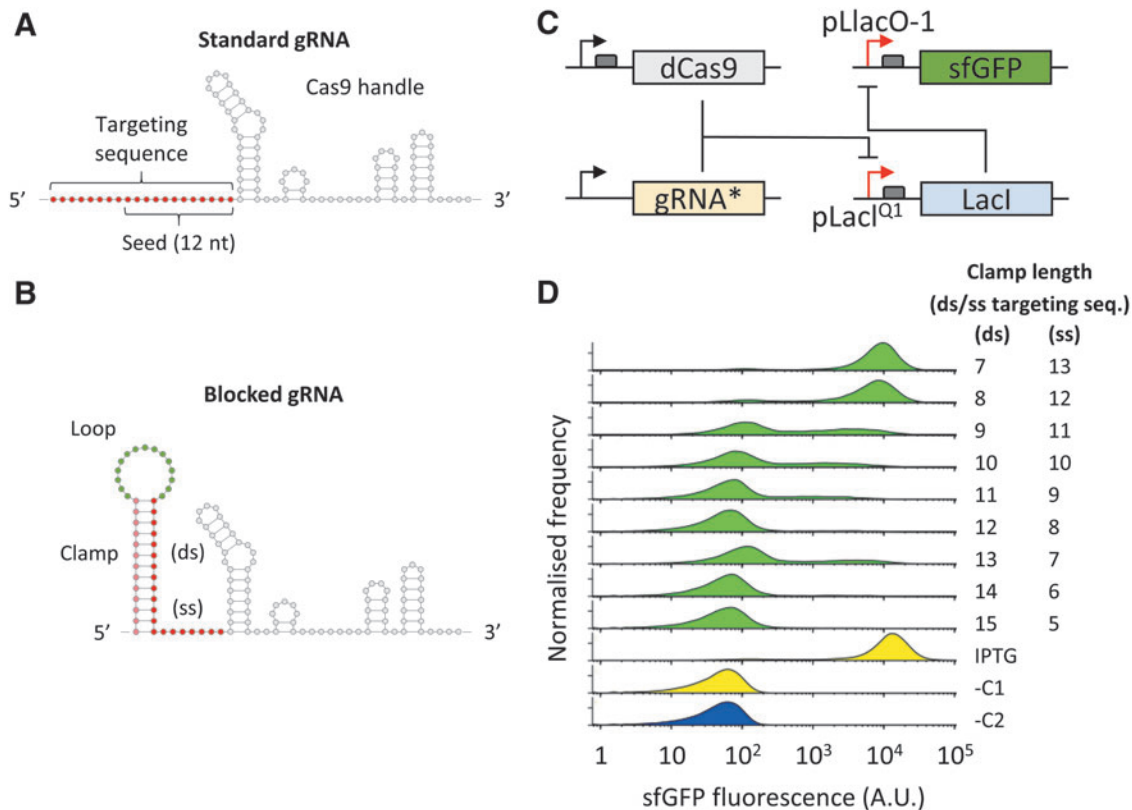 A
Standard gRNA
Cas9 handle
Targeting
sequence
5’
3’
Seed (12 nt)
B
Blocked gRNA
Loop
Clamp
(ds)
(ss)
5’
3’
C
pLlacO-1
dCas9
sfGFP
gRNA*
LacI
pLacI^Q1
D
Clamp length
(ds/ss targeting seq.)
(ds) (ss)
7 13
8 12
9 11
10 10
11 9
12 8
13 7
14 6
15 5
IPTG
-C1
-C2
Normalised frequency
1 10 10² 10³ 10⁴ 10⁵
sfGFP fluorescence (A.U.)